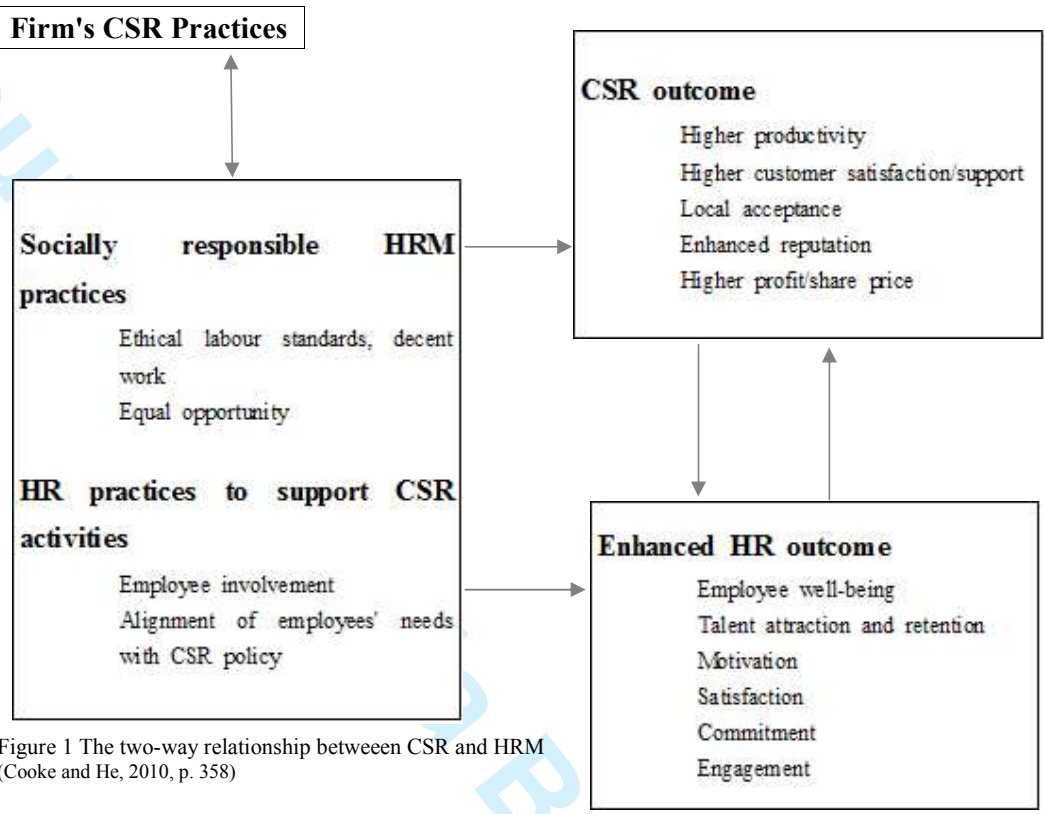 Firm's CSR Practices
Socially responsible HRM
practices
Ethical labour standards, decent
work
Equal opportunity
HR practices to support CSR
activities
Employee involvement
Alignment of employees' needs
with CSR policy
CSR outcome
Higher productivity
Higher customer satisfaction/support
Local acceptance
Enhanced reputation
Higher profit/share price
Enhanced HR outcome
Employee well-being
Talent attraction and retention
Motivation
Satisfaction
Commitment
Engagement
Figure 1 The two-way relationship betweeen CSR and HRM
(Cooke and He, 2010, p. 358)